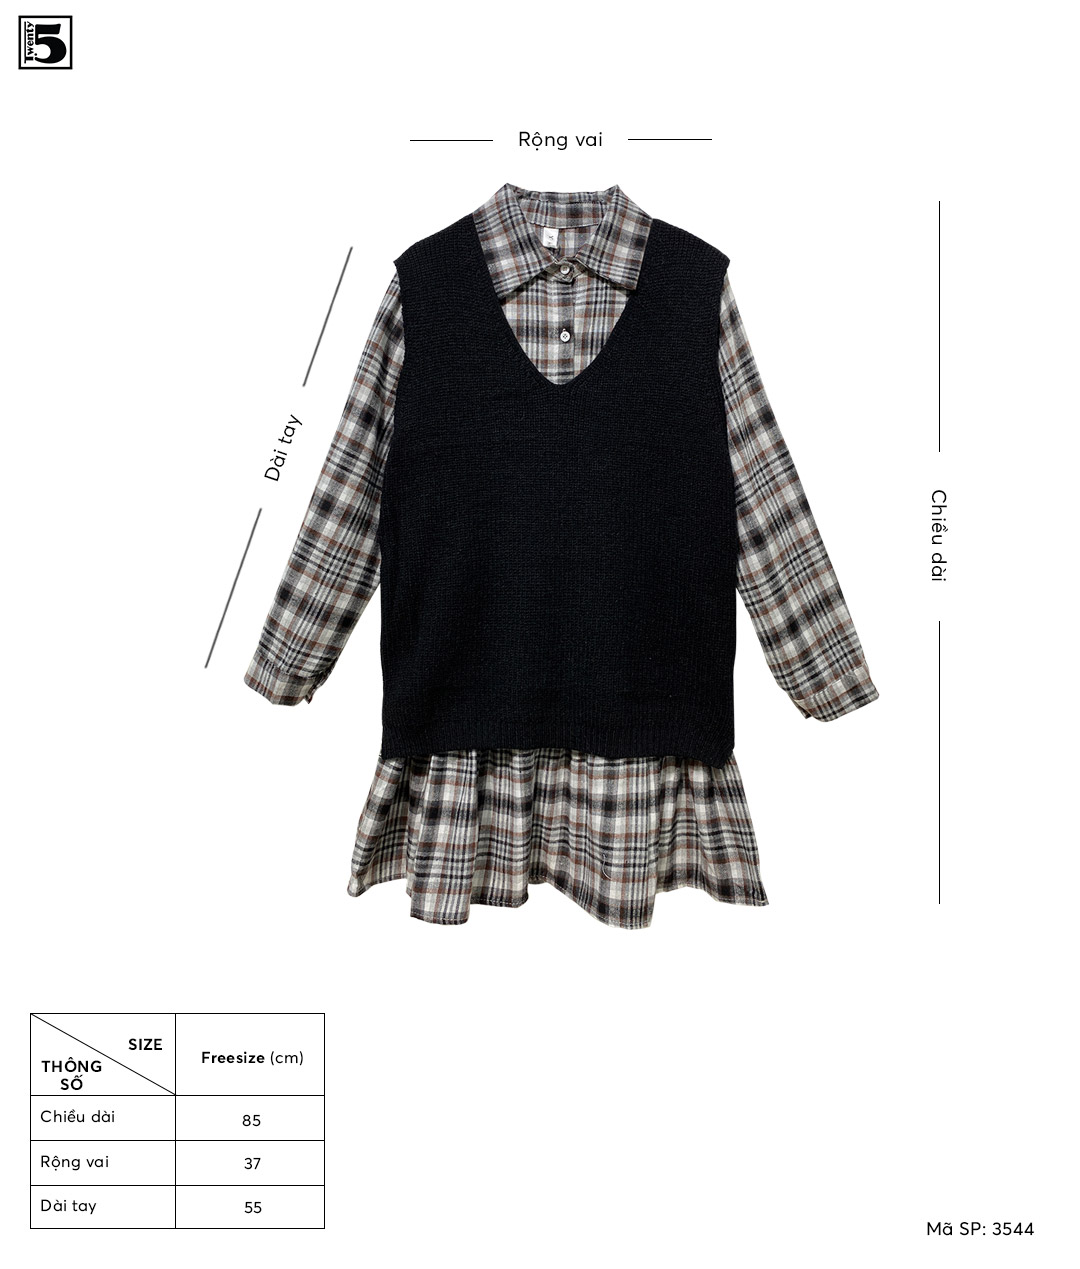 Twenty
5
Rộng vai
Dài tay
Chiều dài
SIZE
THÔNG
SỐ
Freesize (cm)
Chiều dài 85
Rộng vai 37
Dài tay 55
Mã SP: 3544